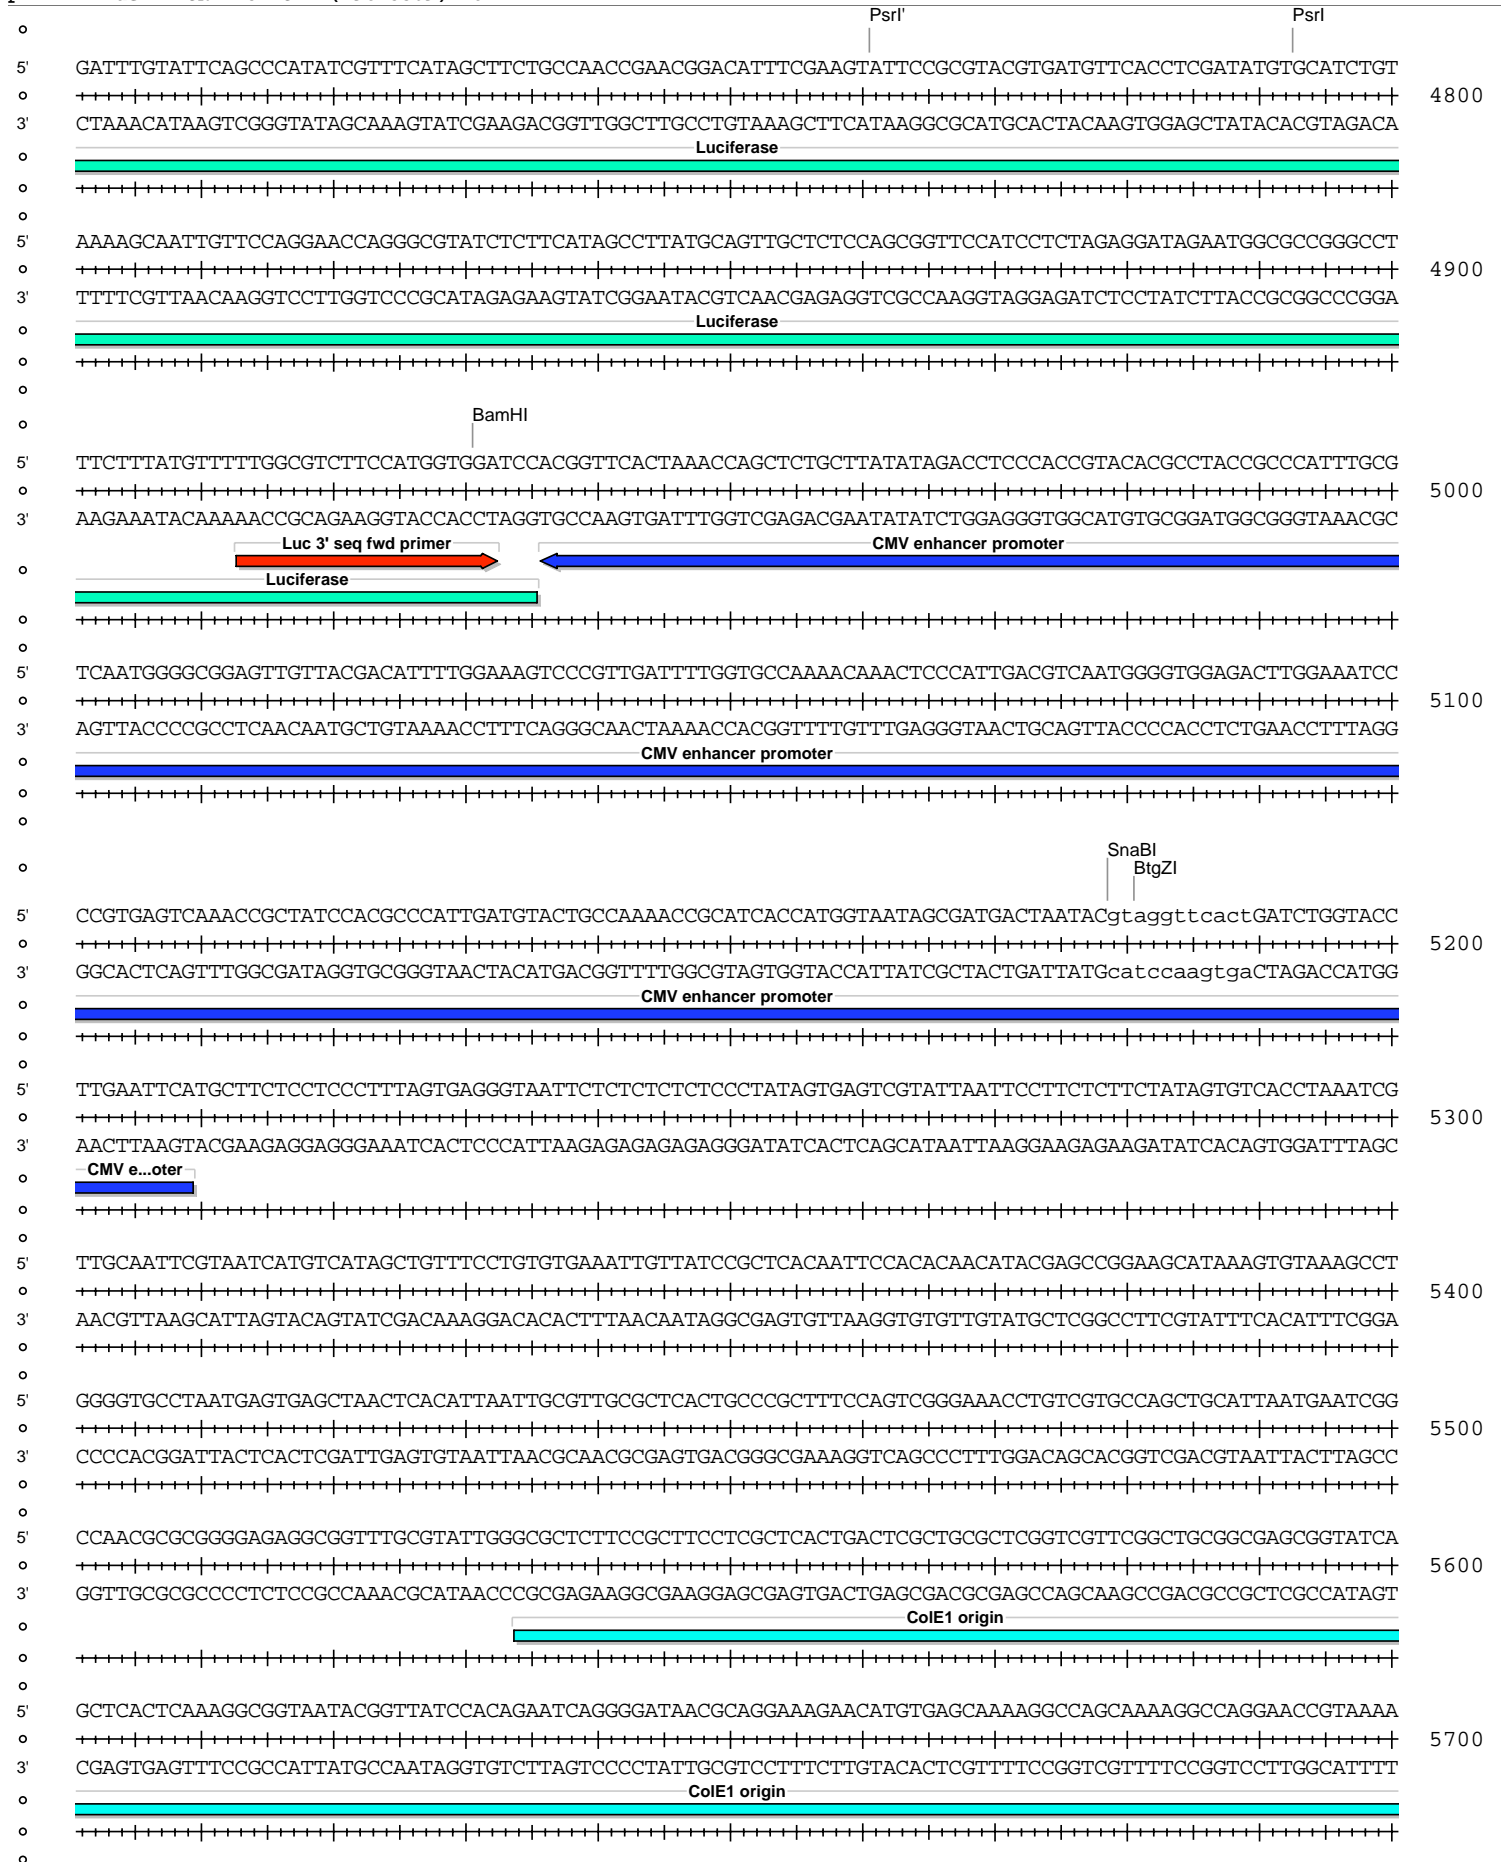 PsrI' PsrI
5' GATTTGTATTCAGCCCATATCGTTTCATAGCTTCTGCCAACCGAACGGACATTTCGAAGTATTCCGCGTACGTGATGTTCACCTCGATATGTGCATCTGT
4800
3' CTAAACATAAGTCGGGTATAGCAAAGTATCGAAGACGGTTGGCTTGCCTGTAAAGCTTCATAAGGCGCATGCACTACAAGTGGAGCTATACACGTAGACA
Luciferase
5' AAAAGCAATTGTTCCAGGAACCAGGGCGTATCTCTTCATAGCCTTATGCAGTTGCTCTCCAGCGGTTCCATCCTCTAGAGGATAGAATGGCGCCGGGCCT
4900
3' TTTTCGTTAACAAGGTCCTTGGTCCCGCATAGAGAAGTATCGGAATACGTCAACGAGAGGTCGCCAAGGTAGGAGATCTCCTATCTTACCGCGGCCCGGA
Luciferase
BamHI
5' TTCTTTATGTTTTTGGCGTCTTCCATGGTGGATCCACGGTTCACTAAACCAGCTCTGCTTATATAGACCTCCCACCGTACACGCCTACCGCCCATTTGCG
5000
3' AAGAAATACAAAAACCGCAGAAGGTACCACCTAGGTGCCAAGTGATTTGGTCGAGACGAATATATCTGGAGGGTGGCATGTGCGGATGGCGGGTAAACGC
Luc 3' seq fwd primer CMV enhancer promoter
Luciferase
5' TCAATGGGGCGGAGTTGTTACGACATTTTGGAAAGTCCCGTTGATTTTGGTGCCAAAACAAACTCCCATTGACGTCAATGGGGTGGAGACTTGGAAATCC
5100
3' AGTTACCCCGCCTCAACAATGCTGTAAAACCTTTCAGGGCAACTAAAACCACGGTTTTGTTTGAGGGTAACTGCAGTTACCCCACCTCTGAACCTTTAGG
CMV enhancer promoter
SnaBI
BtgZI
5' CCGTGAGTCAAACCGCTATCCACGCCCATTGATGTACTGCCAAAACCGCATCACCATGGTAATAGCGATGACTAATACgtaggttcactGATCTGGTACC
5200
3' GGCACTCAGTTTGGCGATAGGTGCGGGTAACTACATGACGGTTTTGGCGTAGTGGTACCATTATCGCTACTGATTATGcatccaagtgaCTAGACCATGG
CMV enhancer promoter
5' TTGAATTCATGCTTCTCCTCCCTTTAGTGAGGGTAATTCTCTCTCTCTCCCTATAGTGAGTCGTATTAATTCCTTCTCTTCTATAGTGTCACCTAAATCG
5300
3' AACTTAAGTACGAAGAGGAGGGAAATCACTCCCATTAAGAGAGAGAGAGGGATATCACTCAGCATAATTAAGGAAGAGAAGATATCACAGTGGATTTAGC
CMV e...oter
5' TTGCAATTCGTAATCATGTCATAGCTGTTTCCTGTGTGAAATTGTTATCCGCTCACAATTCCACACAACATACGAGCCGGAAGCATAAAGTGTAAAGCCT
5400
3' AACGTTAAGCATTAGTACAGTATCGACAAAGGACACACTTTAACAATAGGCGAGTGTTAAGGTGTGTTGTATGCTCGGCCTTCGTATTTCACATTTCGGA
5' GGGGTGCCTAATGAGTGAGCTAACTCACATTAATTGCGTTGCGCTCACTGCCCGCTTTCCAGTCGGGAAACCTGTCGTGCCAGCTGCATTAATGAATCGG
5500
3' CCCCACGGATTACTCACTCGATTGAGTGTAATTAACGCAACGCGAGTGACGGGCGAAAGGTCAGCCCTTTGGACAGCACGGTCGACGTAATTACTTAGCC
5' CCAACGCGCGGGGAGAGGCGGTTTGCGTATTGGGCGCTCTTCCGCTTCCTCGCTCACTGACTCGCTGCGCTCGGTCGTTCGGCTGCGGCGAGCGGTATCA
5600
3' GGTTGCGCGCCCCTCTCCGCCAAACGCATAACCCGCGAGAAGGCGAAGGAGCGAGTGACTGAGCGACGCGAGCCAGCAAGCCGACGCCGCTCGCCATAGT
ColE1 origin
5' GCTCACTCAAAGGCGGTAATACGGTTATCCACAGAATCAGGGGATAACGCAGGAAAGAACATGTGAGCAAAAGGCCAGCAAAAGGCCAGGAACCGTAAAA
5700
3' CGAGTGAGTTTCCGCCATTATGCCAATAGGTGTCTTAGTCCCCTATTGCGTCCTTTCTTGTACACTCGTTTTCCGGTCGTTTTCCGGTCCTTGGCATTTT
ColE1 origin